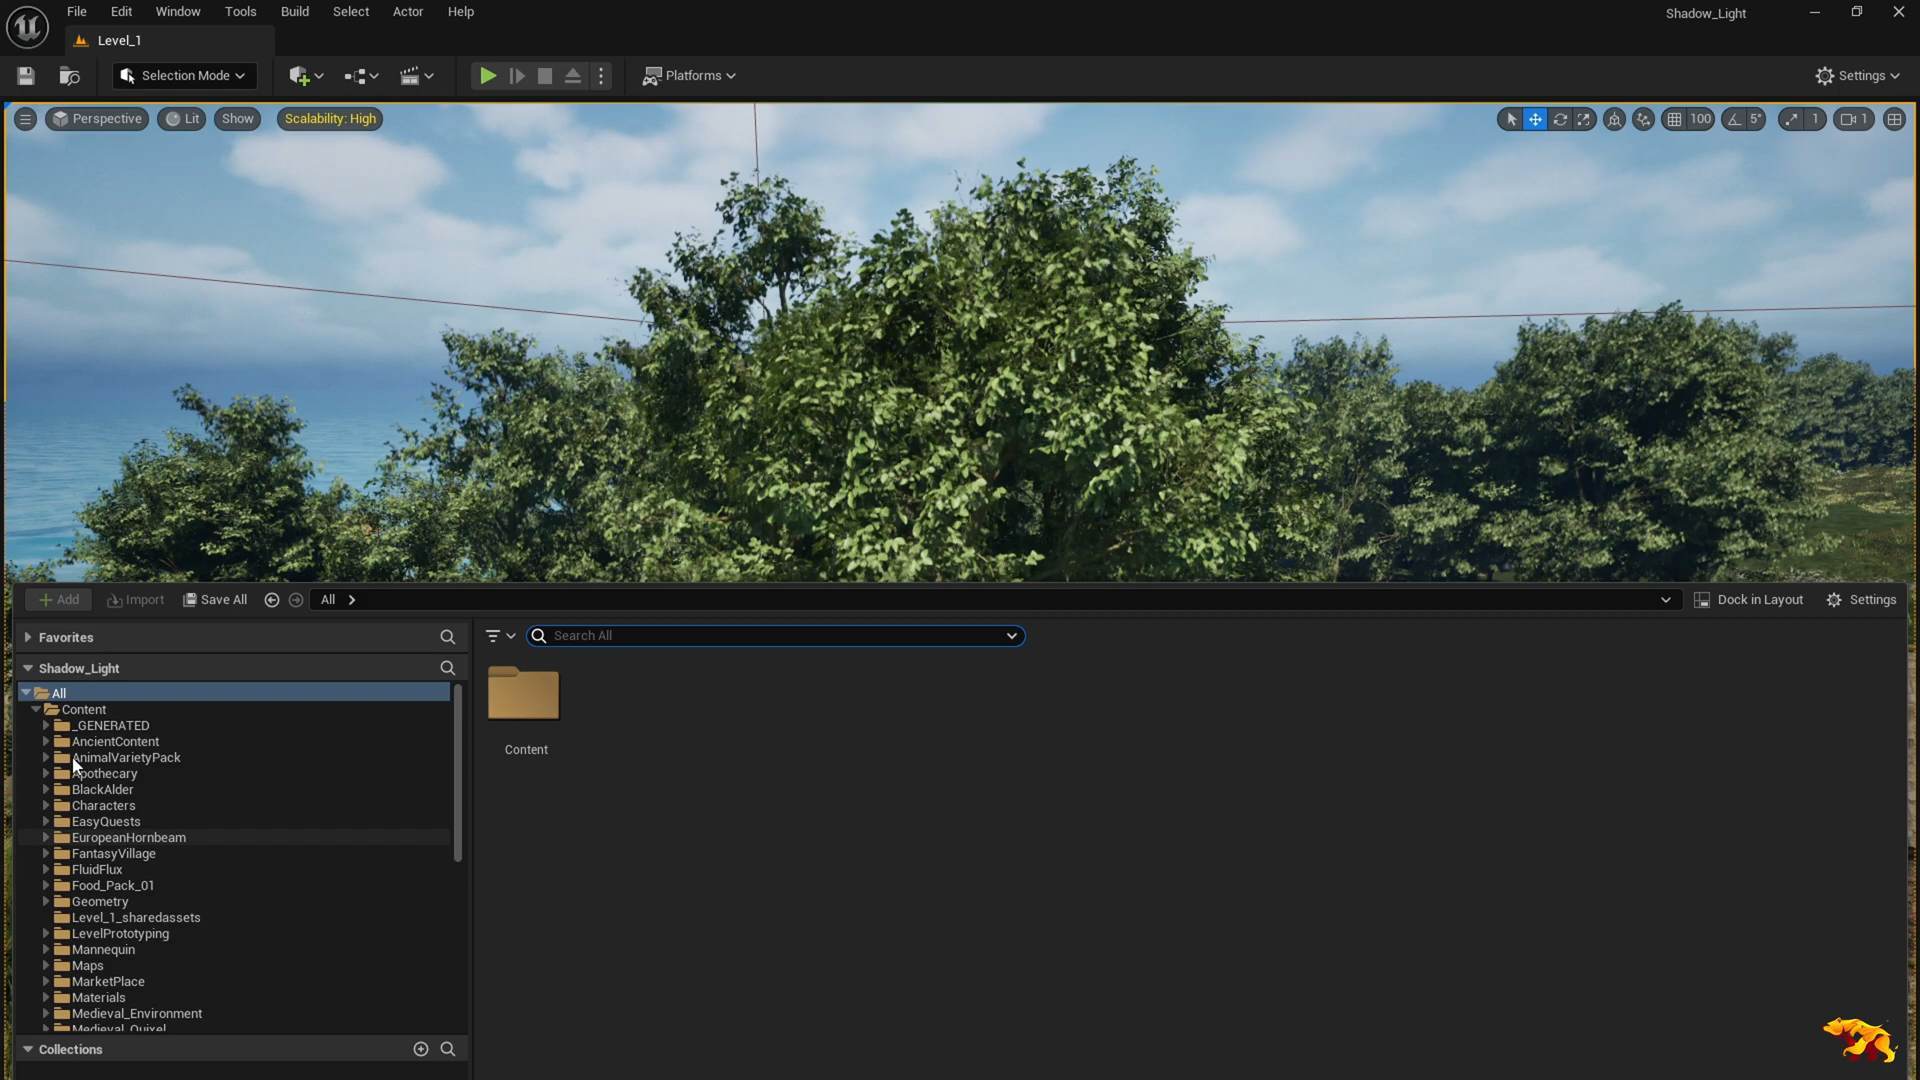 File Edit Window Tools Build Select Actor Help
Shadow_Light
Level_1
Selection Mode
Platforms
Settings
Perspective
Lit
Show
Scalability: High
100
5°
1
1
Add
Import
Save All
All
Dock in Layout
Settings
Favorites
Search All
Shadow_Light
All
Content
_GENERATED
AncientContent
AnimalVarietyPack
Apothecary
BlackAlder
Characters
EasyQuests
EuropeanHornbeam
FantasyVillage
FluidFlux
Food_Pack_01
Geometry
Level_1_sharedassets
LevelPrototyping
Mannequin
Maps
MarketPlace
Materials
Medieval_Environment
Medieval_Quixel
Collections
Content